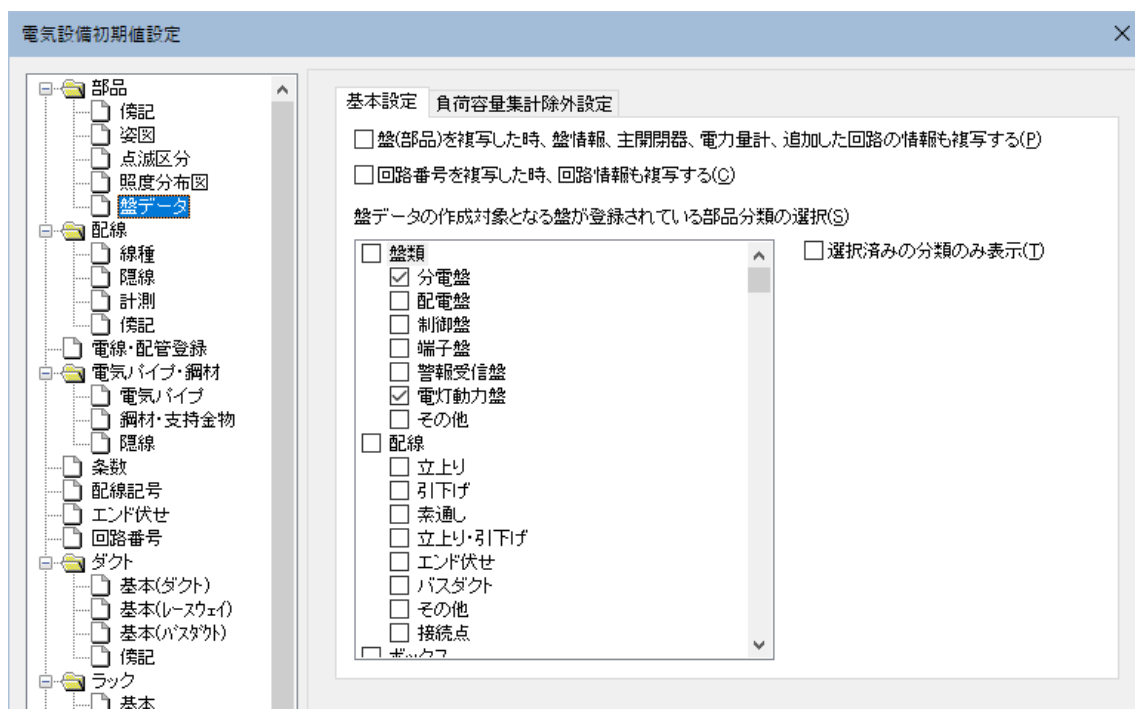 電気設備初期値設定
部品
傍記
姿図
点滅区分
照度分布図
盤データ
配線
線種
隠線
計測
傍記
電線・配管登録
電気パイプ・鋼材
電気パイプ
鋼材・支持金物
隠線
条数
配線記号
エンド伏せ
回路番号
ダクト
基本(ダクト)
基本(レースウェイ)
基本(バスダクト)
傍記
ラック
基本
基本設定
負荷容量集計除外設定
盤(部品)を複写した時、盤情報、主開閉器、電力量計、追加した回路の情報も複写する(P)
回路番号を複写した時、回路情報も複写する(C)
盤データの作成対象となる盤が登録されている部品分類の選択(S)
盤類
分電盤
配電盤
制御盤
端子盤
警報受信盤
電灯動力盤
その他
配線
立上り
引下げ
素通し
立上り・引下げ
エンド伏せ
バスダクト
その他
接続点
ボックス
選択済みの分類のみ表示(T)